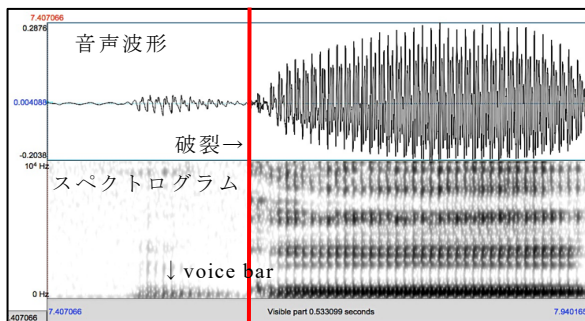 7.407066
0.2876
音声波形
0.004088
破裂→
-0.2038
10⁴ Hz
スペクトログラム
↓ voice bar
0 Hz
7.407066
Visible part 0.533099 seconds
7.940165
.407066